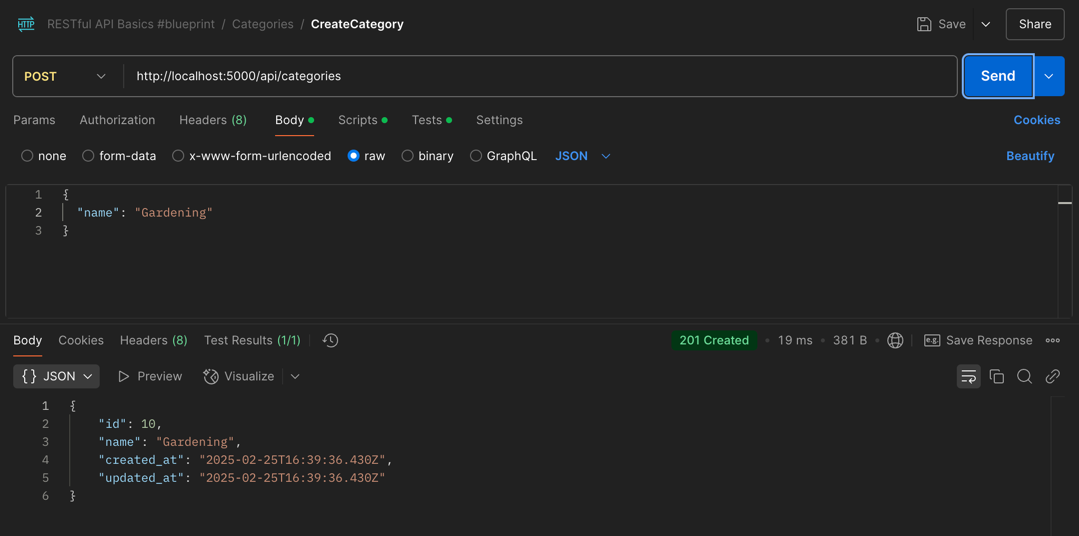 HTTP RESTful API Basics #blueprint / Categories / CreateCategory Save Share
POST http://localhost:5000/api/categories Send
Params Authorization Headers (8) Body Scripts Tests Settings Cookies
none form-data x-www-form-urlencoded raw binary GraphQL JSON Beautify
1 {
2 "name": "Gardening"
3 }
Body Cookies Headers (8) Test Results (1/1) 201 Created 19 ms 381 B e.g. Save Response
{} JSON Preview Visualize
1 {
2 "id": 10,
3 "name": "Gardening",
4 "created_at": "2025-02-25T16:39:36.430Z",
5 "updated_at": "2025-02-25T16:39:36.430Z"
6 }